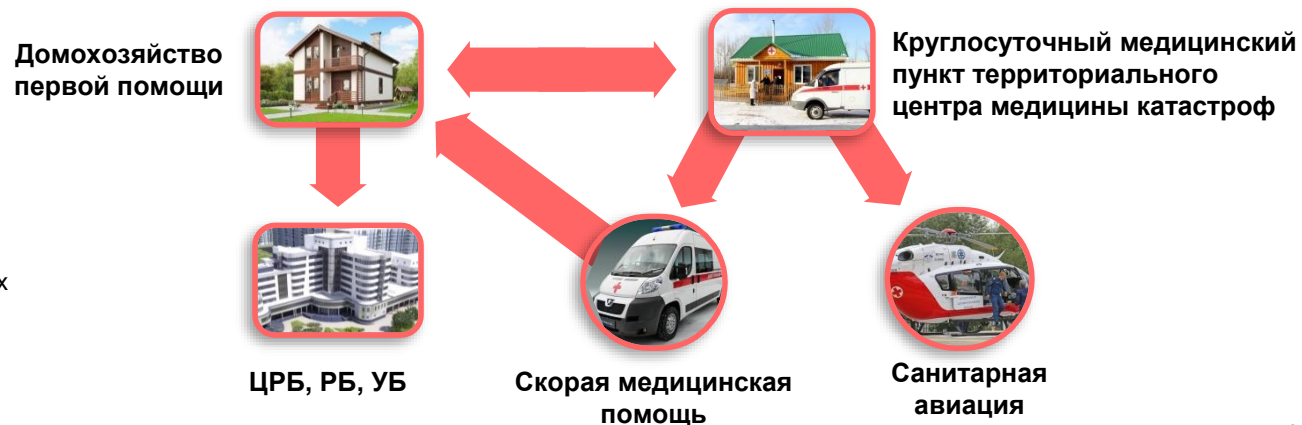 Домохозяйство
первой помощи
Круглосуточный медицинский
пункт территориального
центра медицины катастроф
х
ЦРБ, РБ, УБ
Скорая медицинская
помощь
Санитарная
авиация